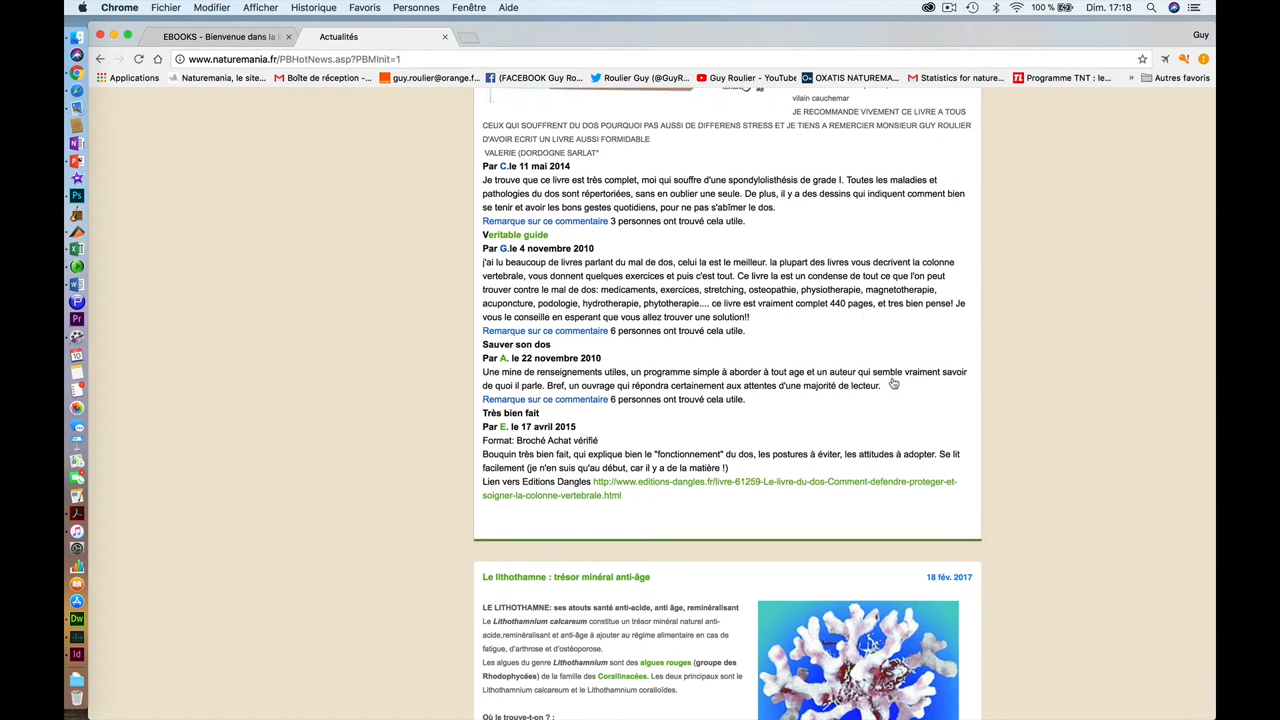 Chrome Fichier Modifier Afficher Historique Favoris Personnes Fenêtre Aide 100 % Dim. 17:18
EBOOKS - Bienvenue dans la Actualités Guy
www.naturemania.fr/PBHotNews.asp?PBMInit=1
Applications Naturemania, le site... Boîte de réception -... guy.roulier@orange.f... (FACEBOOK Guy Ro... Roulier Guy (@GuyR... Guy Roulier - YouTube OXATIS NATUREMA... Statistics for nature... Programme TNT : le... » Autres favoris
vilain cauchemar
JE RECOMMANDE VIVEMENT CE LIVRE A TOUS
CEUX QUI SOUFFRENT DU DOS POURQUOI PAS AUSSI DE DIFFERENS STRESS ET JE TIENS A REMERCIER MONSIEUR GUY ROULIER
D'AVOIR ECRIT UN LIVRE AUSSI FORMIDABLE
VALERIE (DORDOGNE SARLAT"
Par C.le 11 mai 2014
Je trouve que ce livre est très complet, moi qui souffre d'une spondylolisthésis de grade I. Toutes les maladies et
pathologies du dos sont répertoriées, sans en oublier une seule. De plus, il y a des dessins qui indiquent comment bien
se tenir et avoir les bons gestes quotidiens, pour ne pas s'abîmer le dos.
Remarque sur ce commentaire 3 personnes ont trouvé cela utile.
Veritable guide
Par G.le 4 novembre 2010
j'ai lu beaucoup de livres parlant du mal de dos, celui la est le meilleur. la plupart des livres vous decrivent la colonne
vertebrale, vous donnent quelques exercices et puis c'est tout. Ce livre la est un condense de tout ce que l'on peut
trouver contre le mal de dos: medicaments, exercices, stretching, osteopathie, physiotherapie, magnetotherapie,
acuponcture, podologie, hydrotherapie, phytotherapie.... ce livre est vraiment complet 440 pages, et tres bien pense! Je
vous le conseille en esperant que vous allez trouver une solution!!
Remarque sur ce commentaire 6 personnes ont trouvé cela utile.
Sauver son dos
Par A. le 22 novembre 2010
Une mine de renseignements utiles, un programme simple à aborder à tout age et un auteur qui semble vraiment savoir
de quoi il parle. Bref, un ouvrage qui répondra certainement aux attentes d'une majorité de lecteur.
Remarque sur ce commentaire 6 personnes ont trouvé cela utile.
Très bien fait
Par E. le 17 avril 2015
Format: Broché Achat vérifié
Bouquin très bien fait, qui explique bien le "fonctionnement" du dos, les postures à éviter, les attitudes à adopter. Se lit
facilement (je n'en suis qu'au début, car il y a de la matière !)
Lien vers Editions Dangles http://www.editions-dangles.fr/livre-61259-Le-livre-du-dos-Comment-defendre-proteger-et-
soigner-la-colonne-vertebrale.html
Le lithothamne : trésor minéral anti-âge 18 fév. 2017
LE LITHOTHAMNE: ses atouts santé anti-acide, anti âge, reminéralisant
Le Lithothamnium calcareum constitue un trésor minéral naturel anti-
acide,reminéralisant et anti-âge à ajouter au régime alimentaire en cas de
fatigue, d'arthrose et d'ostéoporose.
Les algues du genre Lithothamnium sont des algues rouges (groupe des
Rhodophycées) de la famille des Corallinacées. Les deux principaux sont le
Lithothamnium calcareum et le Lithothamnium coralloïdes.
Où le trouve-t-on ? :